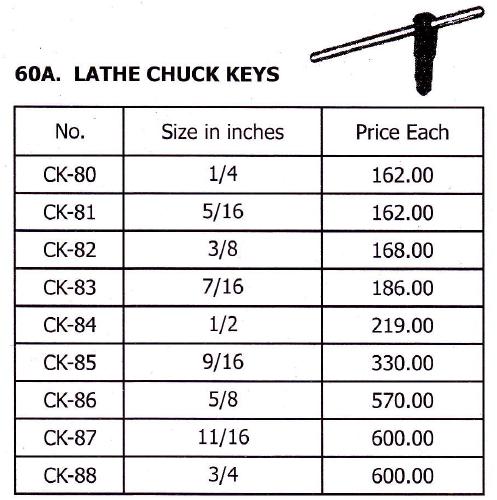 60A. LATHE CHUCK KEYS
No. Size in inches Price Each
CK-80 1/4 162.00
CK-81 5/16 162.00
CK-82 3/8 168.00
CK-83 7/16 186.00
CK-84 1/2 219.00
CK-85 9/16 330.00
CK-86 5/8 570.00
CK-87 11/16 600.00
CK-88 3/4 600.00